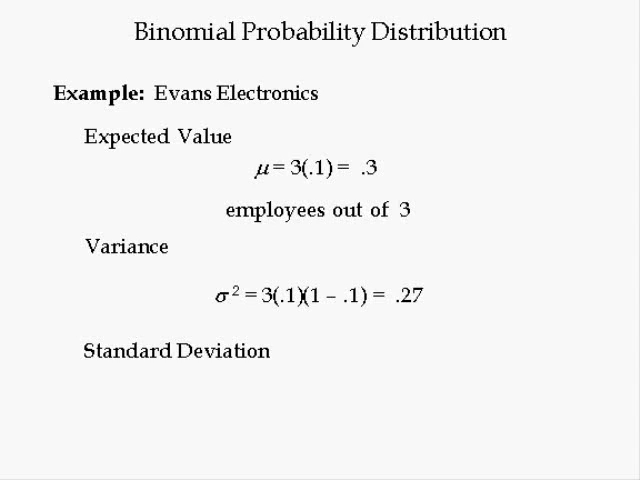 Binomial Probability Distribution
Example: Evans Electronics
Expected Value
μ = 3(.1) = .3
employees out of 3
Variance
σ² = 3(.1)(1 – .1) = .27
Standard Deviation